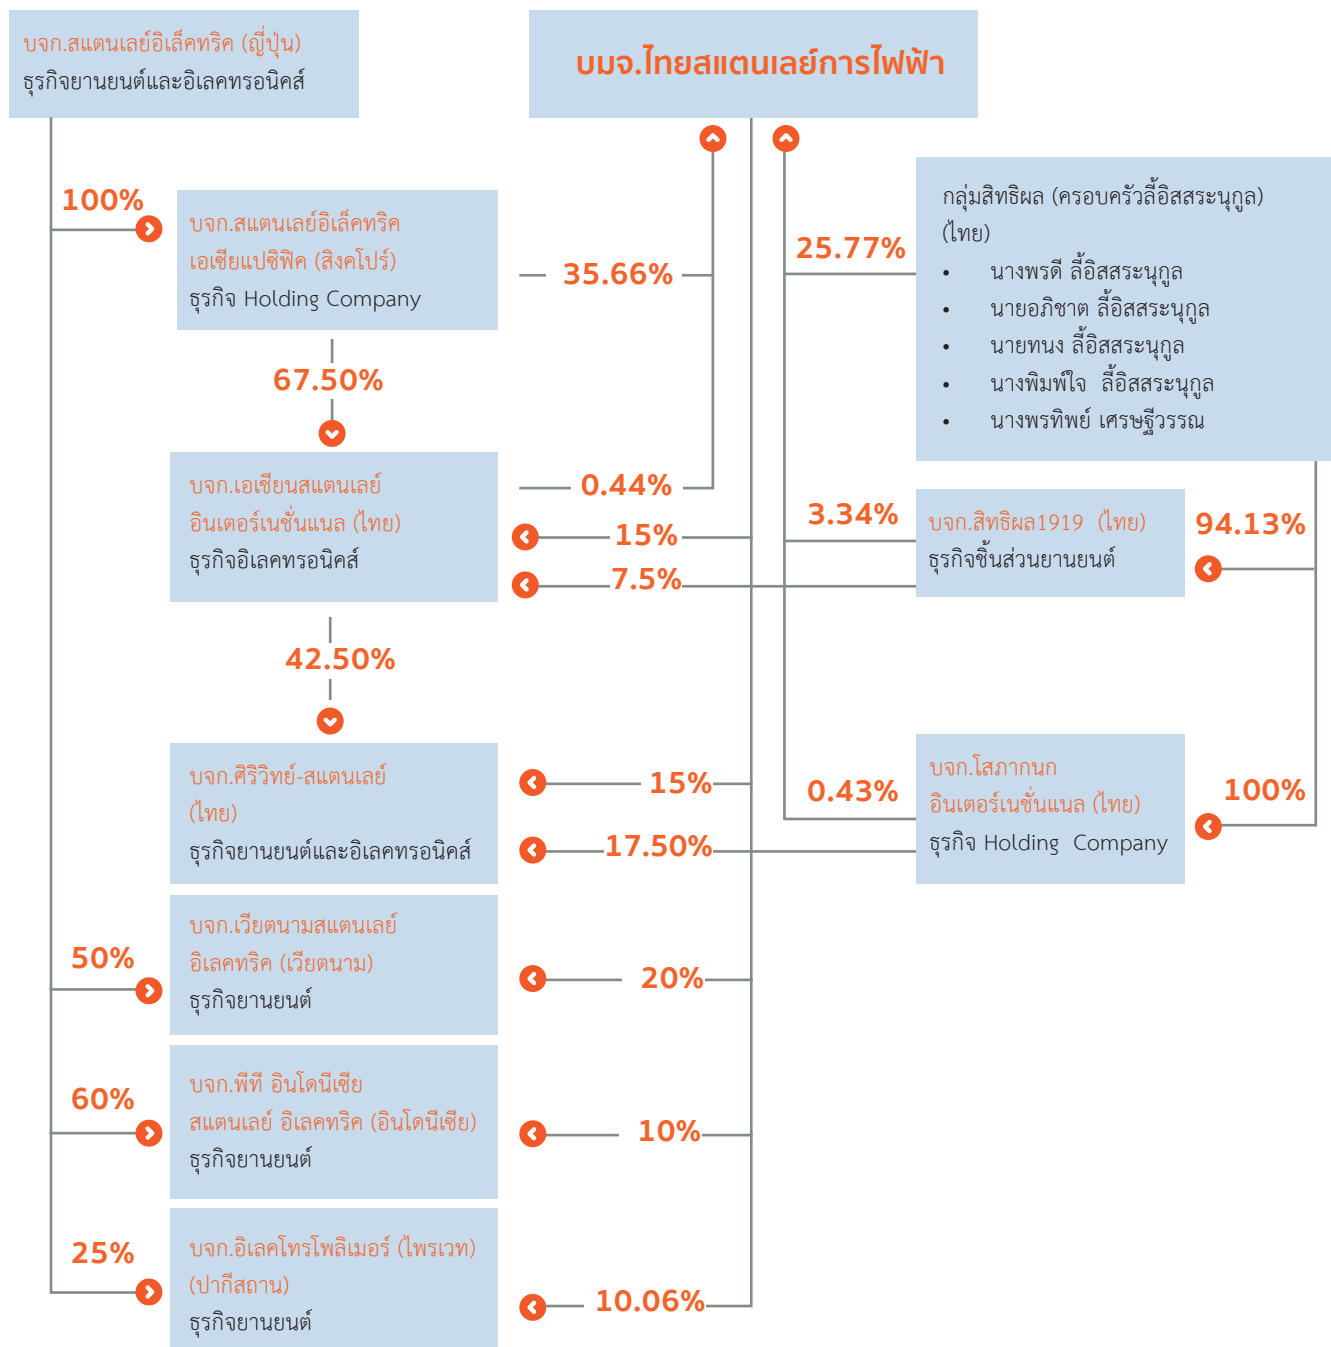 บจก.สแตนเลย์อิเล็คทริค (ญี่ปุ่น)
ธุรกิจยานยนต์และอิเลคทรอนิคส์
บมจ.ไทยสแตนเลย์การไฟฟ้า
100%
บจก.สแตนเลย์อิเล็คทริค
เอเซียแปซิฟิค (สิงคโปร์)
ธุรกิจ Holding Company
35.66%
25.77%
กลุ่มสิทธิผล (ครอบครัวลี้อิสสระนุกูล)
(ไทย)
• นางพรดี ลี้อิสสระนุกูล
• นายอภิชาต ลี้อิสสระนุกูล
• นายทนง ลี้อิสสระนุกูล
• นางพิมพ์ใจ ลี้อิสสระนุกูล
• นางพรทิพย์ เศรษฐีวรรณ
67.50%
บจก.เอเชียนสแตนเลย์
อินเตอร์เนชั่นแนล (ไทย)
ธุรกิจอิเลคทรอนิคส์
0.44%
15%
7.5%
3.34%
บจก.สิทธิผล1919 (ไทย)
ธุรกิจชิ้นส่วนยานยนต์
94.13%
42.50%
บจก.ศิริวิทย์-สแตนเลย์
(ไทย)
ธุรกิจยานยนต์และอิเลคทรอนิคส์
15%
17.50%
0.43%
บจก.โสภากนก
อินเตอร์เนชั่นแนล (ไทย)
ธุรกิจ Holding Company
100%
50%
บจก.เวียตนามสแตนเลย์
อิเลคทริค (เวียตนาม)
ธุรกิจยานยนต์
20%
60%
บจก.พีที อินโดนีเซีย
สแตนเลย์ อิเลคทริค (อินโดนีเซีย)
ธุรกิจยานยนต์
10%
25%
บจก.อิเลคโทรโพลิเมอร์ (ไพรเวท)
(ปากีสถาน)
ธุรกิจยานยนต์
10.06%